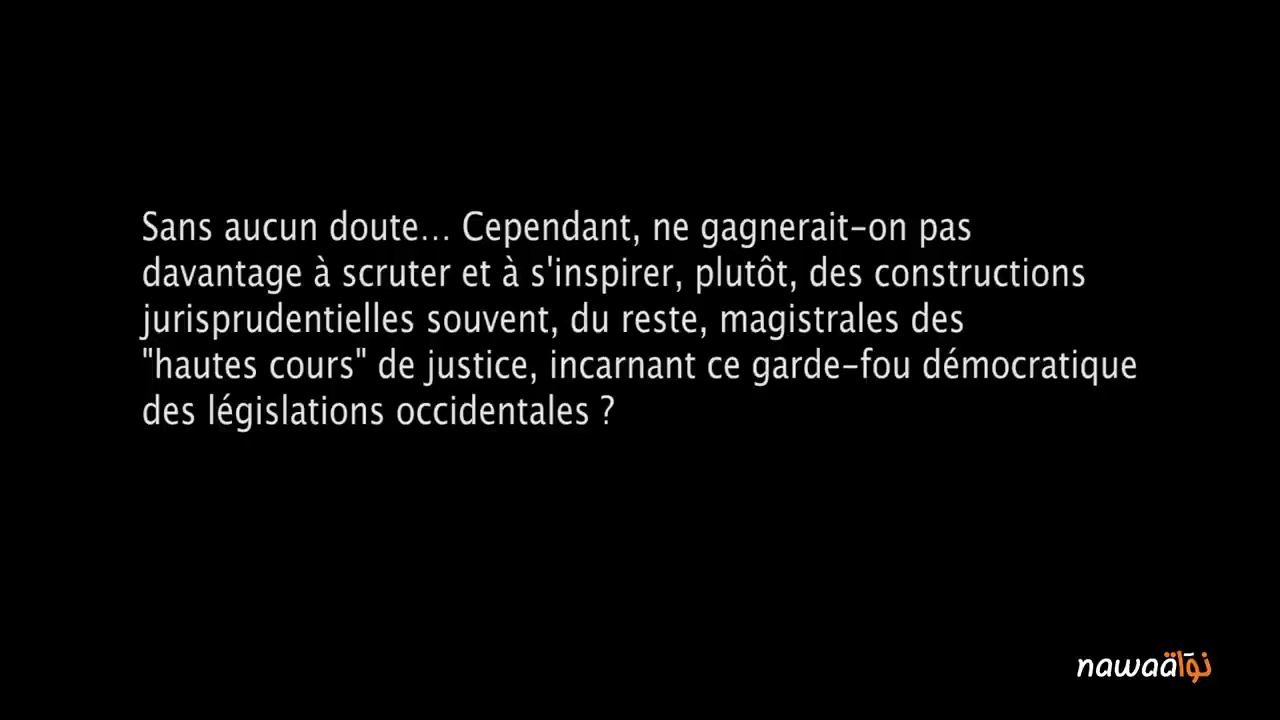 Sans aucun doute... Cependant, ne gagnerait-on pas
davantage à scruter et à s'inspirer, plutôt, des constructions
jurisprudentielles souvent, du reste, magistrales des
"hautes cours" de justice, incarnant ce garde-fou démocratique
des législations occidentales ?
nawaa نواة